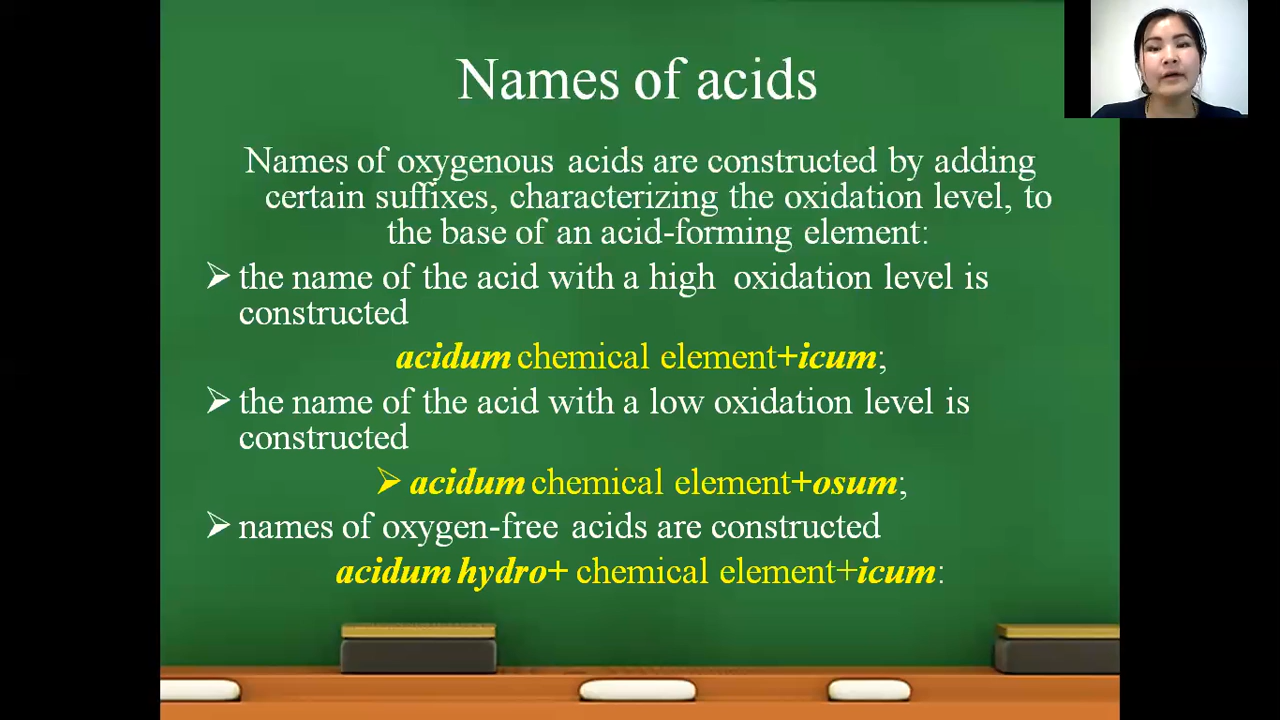 Names of acids
Names of oxygenous acids are constructed by adding
certain suffixes, characterizing the oxidation level, to
the base of an acid-forming element:
➢ the name of the acid with a high oxidation level is
constructed
acidum chemical element+icum;
➢ the name of the acid with a low oxidation level is
constructed
➢ acidum chemical element+osum;
➢ names of oxygen-free acids are constructed
acidum hydro+ chemical element+icum: